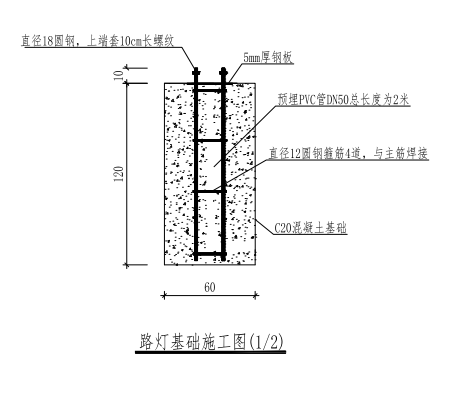 直径18圆钢，上端套10cm长螺纹
5mm厚钢板
10
预埋PVC管DN50总长度为2米
直径12圆钢箍筋4道，与主筋焊接
120
C20混凝土基础
60
路灯基础施工图(1/2)